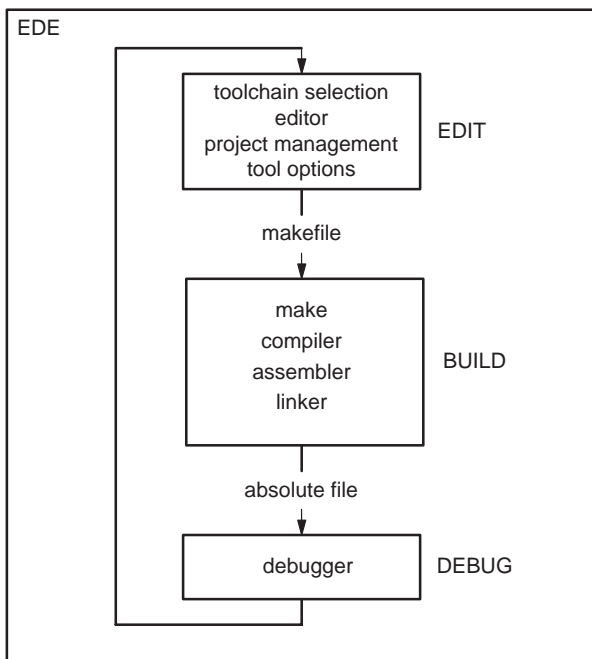 EDE
toolchain selection
editor
project management
tool options
EDIT
makefile
make
compiler
assembler
linker
BUILD
absolute file
debugger
DEBUG